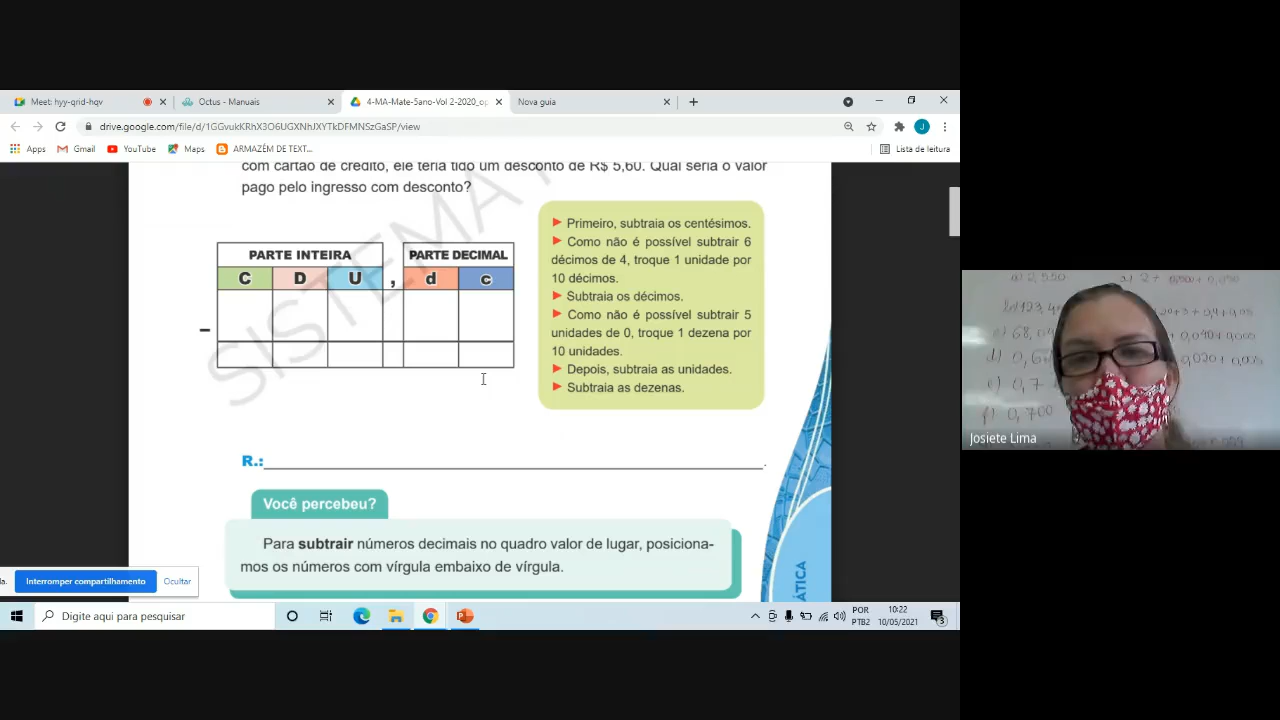 Meet: hyy-qrid-hqv
Octus - Manuais
4-MA-Mate-5ano-Vol 2-2020_op
Nova guia
drive.google.com/file/d/1GGvukKRhX3O6UGXNhJXYTkDFMNSzGaSP/view
Apps
Gmail
YouTube
Maps
ARMAZÉM DE TEXT...
Lista de leitura
com cartão de crédito, ele teria tido um desconto de R$ 5,60. Qual seria o valor
pago pelo ingresso com desconto?
SISTEMA
PARTE INTEIRA
PARTE DECIMAL
C D U , d c
–
Primeiro, subtraia os centésimos.
Como não é possível subtrair 6
décimos de 4, troque 1 unidade por
10 décimos.
Subtraia os décimos.
Como não é possível subtrair 5
unidades de 0, troque 1 dezena por
10 unidades.
Depois, subtraia as unidades.
Subtraia as dezenas.
R.:
Você percebeu?
Para subtrair números decimais no quadro valor de lugar, posiciona-
mos os números com vírgula embaixo de vírgula.
ÁTICA
Interromper compartilhamento
Ocultar
Digite aqui para pesquisar
POR
PTB2
10:22
10/05/2021
3
J
Josiete Lima